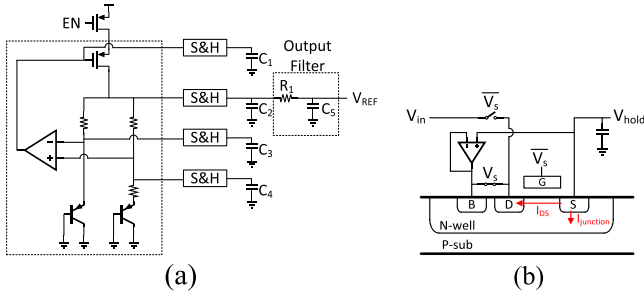 EN
S&H
C1
Output
Filter
R1
S&H
C2
C5
VREF
−
+
S&H
C3
S&H
C4
(a)
Vin
Vs
Vhold
Vs
Vs
G
B
D
S
IDS
Ijunction
N-well
P-sub
(b)